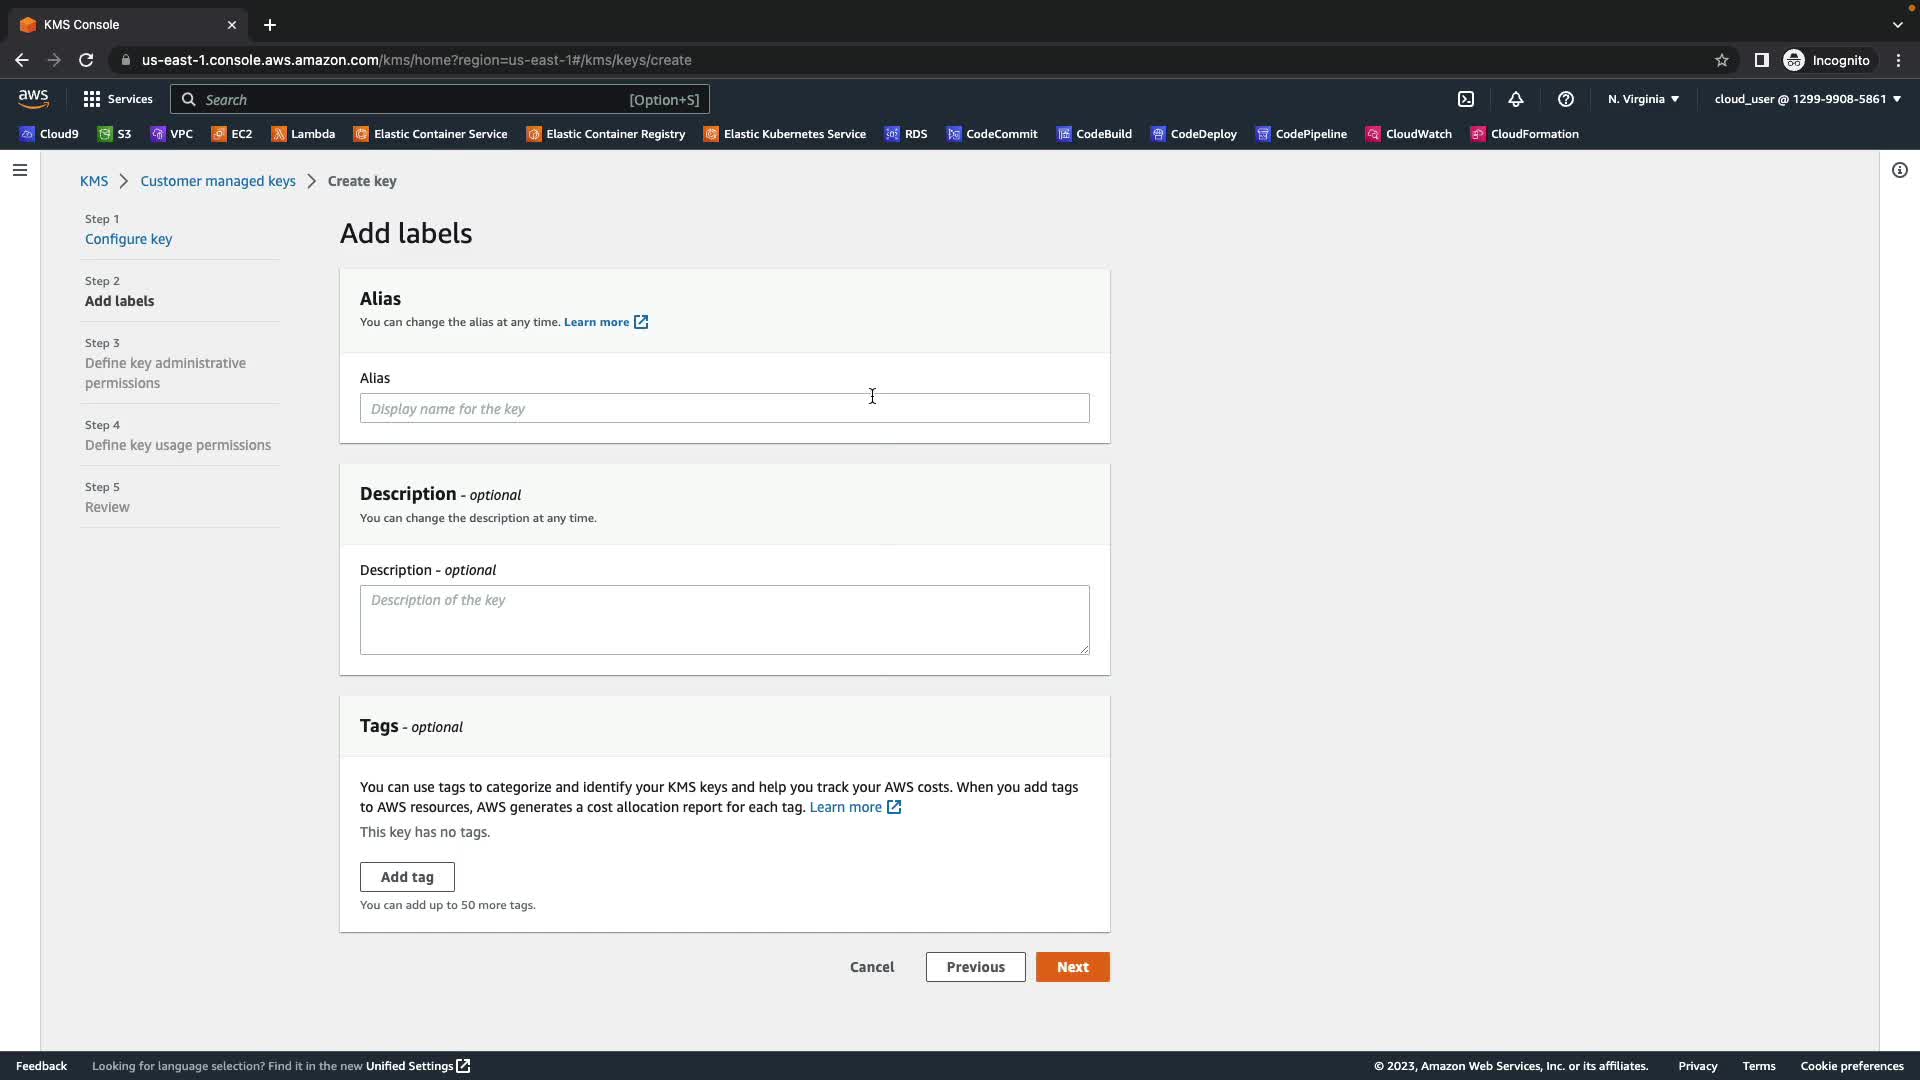 KMS Console
us-east-1.console.aws.amazon.com/kms/home?region=us-east-1#/kms/keys/create
Incognito
aws
Services
Search
[Option+S]
N. Virginia
cloud_user @ 1299-9908-5861
Cloud9
S3
VPC
EC2
Lambda
Elastic Container Service
Elastic Container Registry
Elastic Kubernetes Service
RDS
CodeCommit
CodeBuild
CodeDeploy
CodePipeline
CloudWatch
CloudFormation
KMS
Customer managed keys
Create key
Step 1
Configure key
Step 2
Add labels
Step 3
Define key administrative
permissions
Step 4
Define key usage permissions
Step 5
Review
Add labels
Alias
You can change the alias at any time. Learn more
Alias
Display name for the key
Description - optional
You can change the description at any time.
Description - optional
Description of the key
Tags - optional
You can use tags to categorize and identify your KMS keys and help you track your AWS costs. When you add tags
to AWS resources, AWS generates a cost allocation report for each tag. Learn more
This key has no tags.
Add tag
You can add up to 50 more tags.
Cancel
Previous
Next
Feedback
Looking for language selection? Find it in the new Unified Settings
© 2023, Amazon Web Services, Inc. or its affiliates.
Privacy
Terms
Cookie preferences